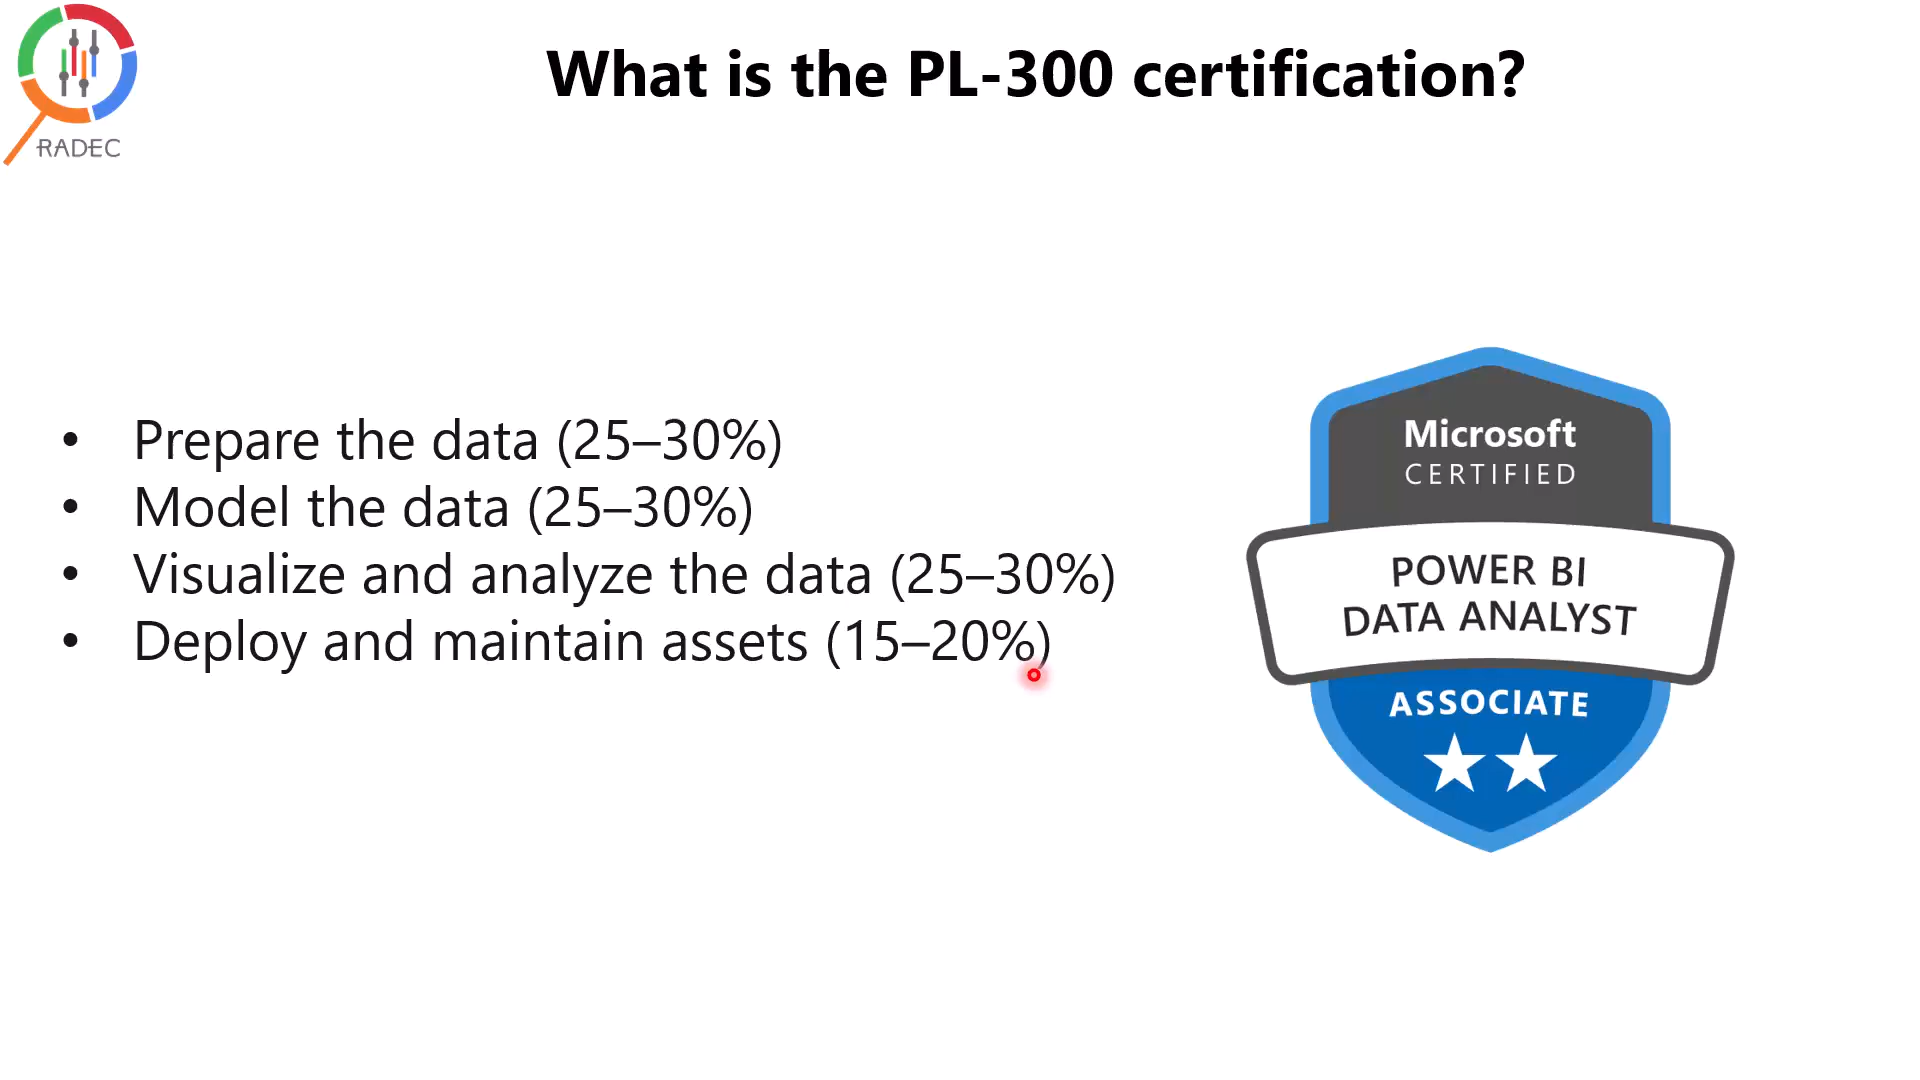 RADEC
What is the PL-300 certification?
• Prepare the data (25–30%)
• Model the data (25–30%)
• Visualize and analyze the data (25–30%)
• Deploy and maintain assets (15–20%)
Microsoft
CERTIFIED
POWER BI
DATA ANALYST
ASSOCIATE